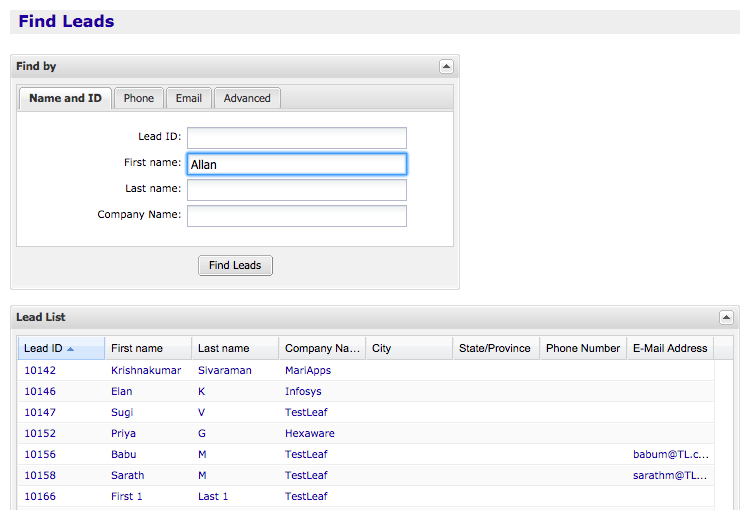 Find Leads
Find by
Name and ID Phone Email Advanced
Lead ID:
First name: Allan
Last name:
Company Name:
Find Leads
Lead List
Lead ID First name Last name Company Na... City State/Province Phone Number E-Mail Address
10142 Krishnakumar Sivaraman MariApps
10146 Elan K Infosys
10147 Sugi V TestLeaf
10152 Priya G Hexaware
10156 Babu M TestLeaf babum@TL.c...
10158 Sarath M TestLeaf sarathm@TL...
10166 First 1 Last 1 TestLeaf